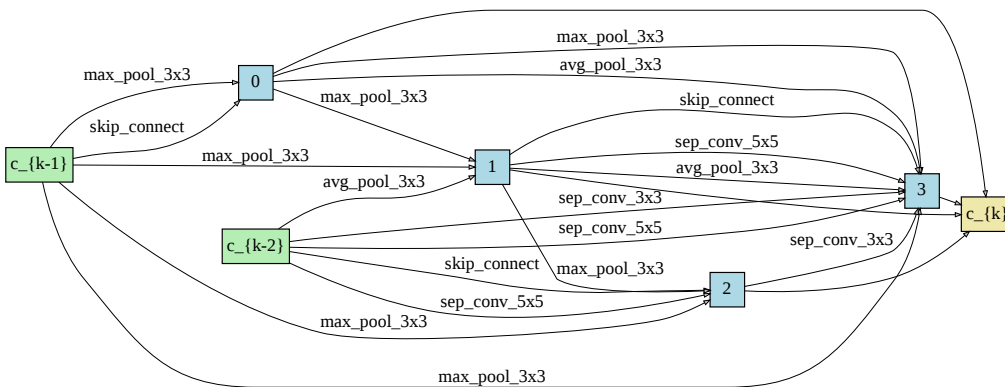 max_pool_3x3
avg_pool_3x3
max_pool_3x3
0
max_pool_3x3
skip_connect
skip_connect
sep_conv_5x5
c_{k-1}
max_pool_3x3
1
avg_pool_3x3
avg_pool_3x3
3
sep_conv_3x3
c_{k}
c_{k-2}
sep_conv_5x5
sep_conv_3x3
skip_connect
max_pool_3x3
2
sep_conv_5x5
max_pool_3x3
max_pool_3x3